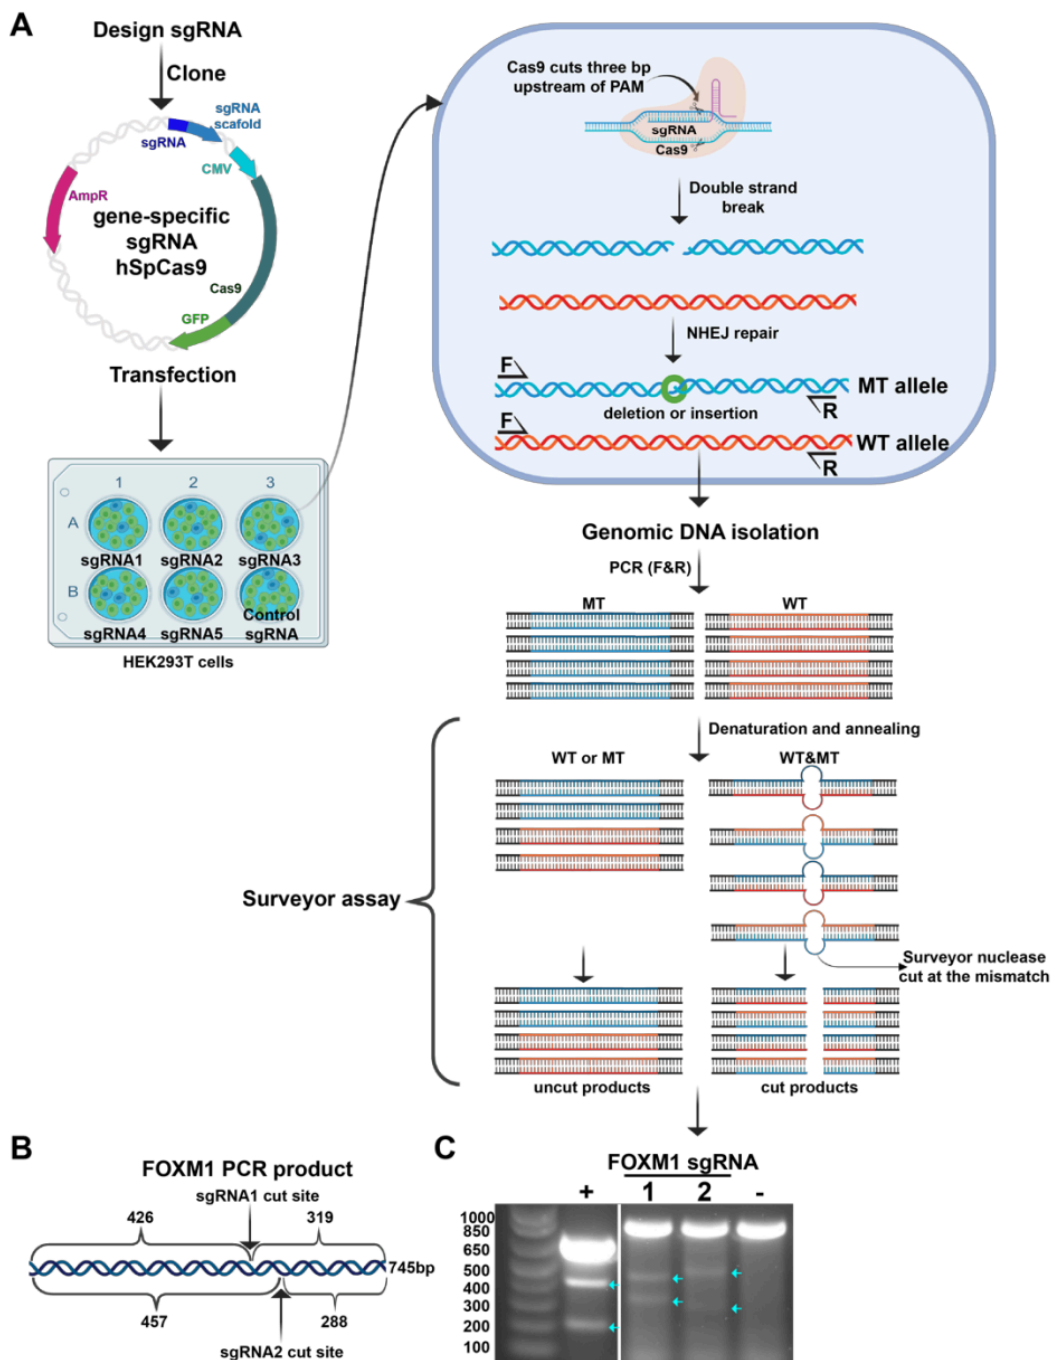 A
Design sgRNA
Clone
sgRNA
scafold
sgRNA
CMV
AmpR
gene-specific
sgRNA
hSpCas9
Cas9
GFP
Transfection
1 2 3
A
sgRNA1 sgRNA2 sgRNA3
B
Control
sgRNA4 sgRNA5 sgRNA
HEK293T cells
Cas9 cuts three bp
upstream of PAM
sgRNA
Cas9
Double strand
break
NHEJ repair
F
MT allele
R
deletion or insertion
F
WT allele
R
Genomic DNA isolation
PCR (F&R)
MT WT
Denaturation and annealing
WT or MT WT&MT
Surveyor assay
Surveyor nuclease
cut at the mismatch
uncut products cut products
B
FOXM1 PCR product
sgRNA1 cut site
426 319
745bp
457 288
sgRNA2 cut site
C
FOXM1 sgRNA
+ 1 2 -
1000
850
650
500
400
300
200
100